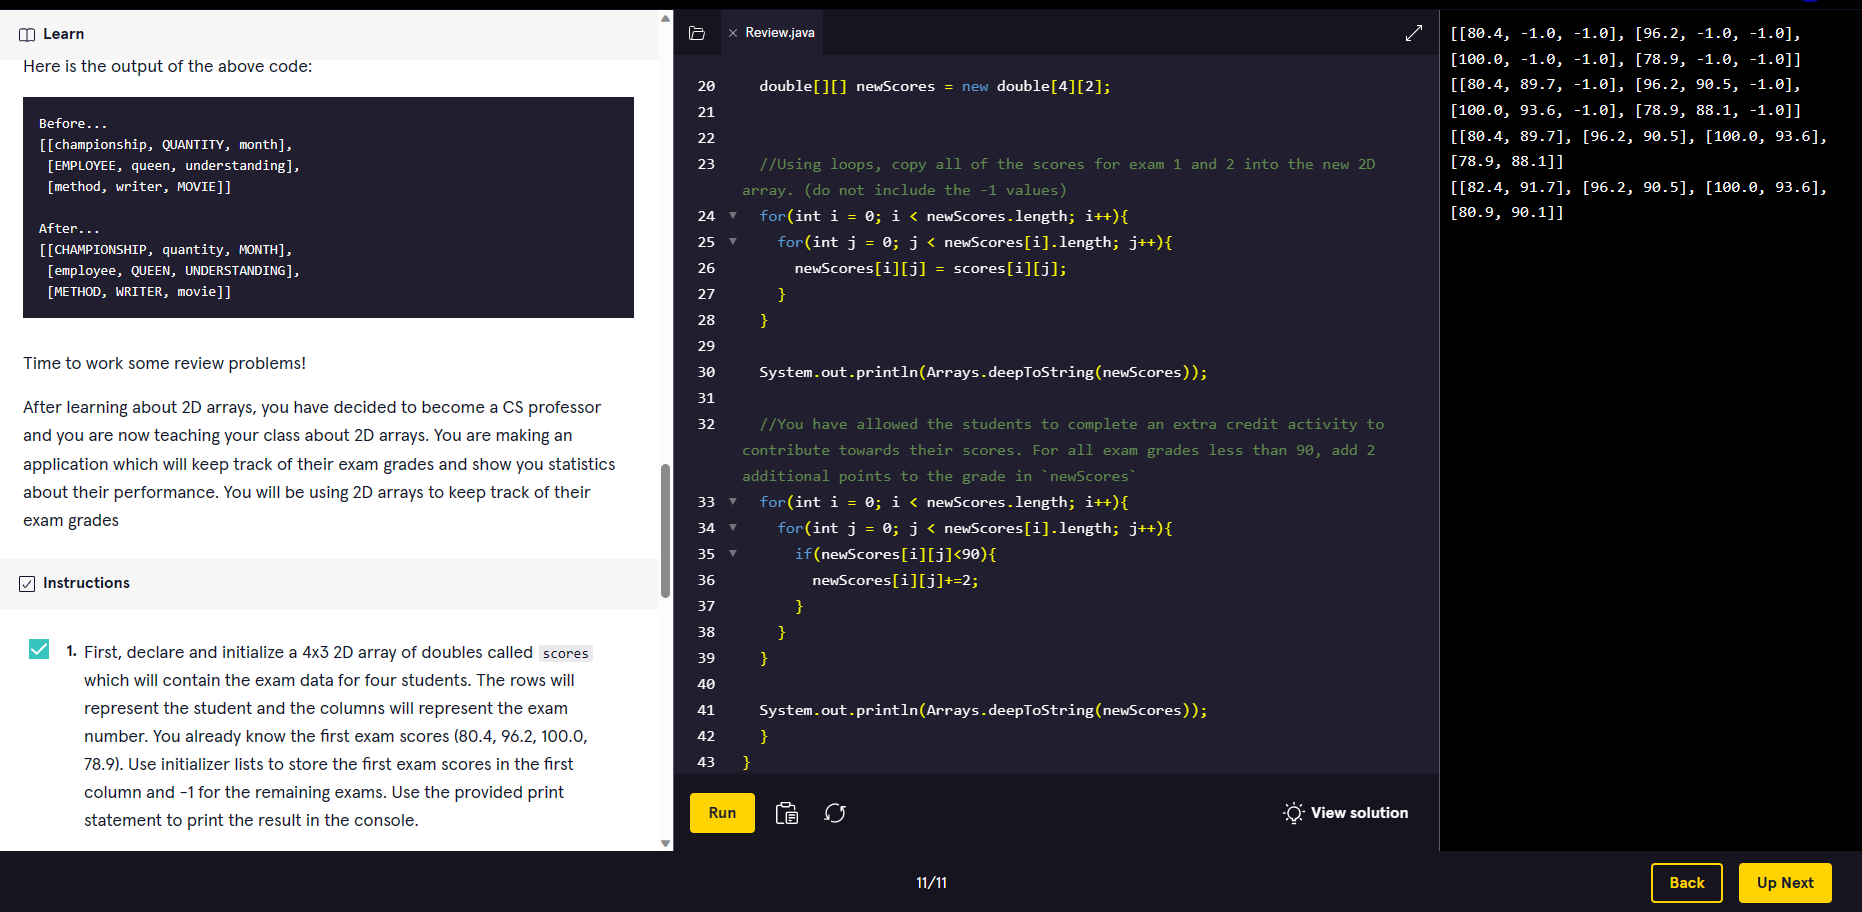 Learn
Here is the output of the above code:
Before...
[[championship, QUANTITY, month],
[EMPLOYEE, queen, understanding],
[method, writer, MOVIE]]
After...
[[CHAMPIONSHIP, quantity, MONTH],
[employee, QUEEN, UNDERSTANDING],
[METHOD, WRITER, movie]]
Time to work some review problems!
After learning about 2D arrays, you have decided to become a CS professor
and you are now teaching your class about 2D arrays. You are making an
application which will keep track of their exam grades and show you statistics
about their performance. You will be using 2D arrays to keep track of their
exam grades
Instructions
1. First, declare and initialize a 4x3 2D array of doubles called scores
which will contain the exam data for four students. The rows will
represent the student and the columns will represent the exam
number. You already know the first exam scores (80.4, 96.2, 100.0,
78.9). Use initializer lists to store the first exam scores in the first
column and -1 for the remaining exams. Use the provided print
statement to print the result in the console.
Review.java
20 double[][] newScores = new double[4][2];
21
22
23 //Using loops, copy all of the scores for exam 1 and 2 into the new 2D
array. (do not include the -1 values)
24 for(int i = 0; i < newScores.length; i++){
25 for(int j = 0; j < newScores[i].length; j++){
26 newScores[i][j] = scores[i][j];
27 }
28 }
29
30 System.out.println(Arrays.deepToString(newScores));
31
32 //You have allowed the students to complete an extra credit activity to
contribute towards their scores. For all exam grades less than 90, add 2
additional points to the grade in `newScores`
33 for(int i = 0; i < newScores.length; i++){
34 for(int j = 0; j < newScores[i].length; j++){
35 if(newScores[i][j]<90){
36 newScores[i][j]+=2;
37 }
38 }
39 }
40
41 System.out.println(Arrays.deepToString(newScores));
42 }
43 }
Run
View solution
[[80.4, -1.0, -1.0], [96.2, -1.0, -1.0],
[100.0, -1.0, -1.0], [78.9, -1.0, -1.0]]
[[80.4, 89.7, -1.0], [96.2, 90.5, -1.0],
[100.0, 93.6, -1.0], [78.9, 88.1, -1.0]]
[[80.4, 89.7], [96.2, 90.5], [100.0, 93.6],
[78.9, 88.1]]
[[82.4, 91.7], [96.2, 90.5], [100.0, 93.6],
[80.9, 90.1]]
11/11
Back
Up Next